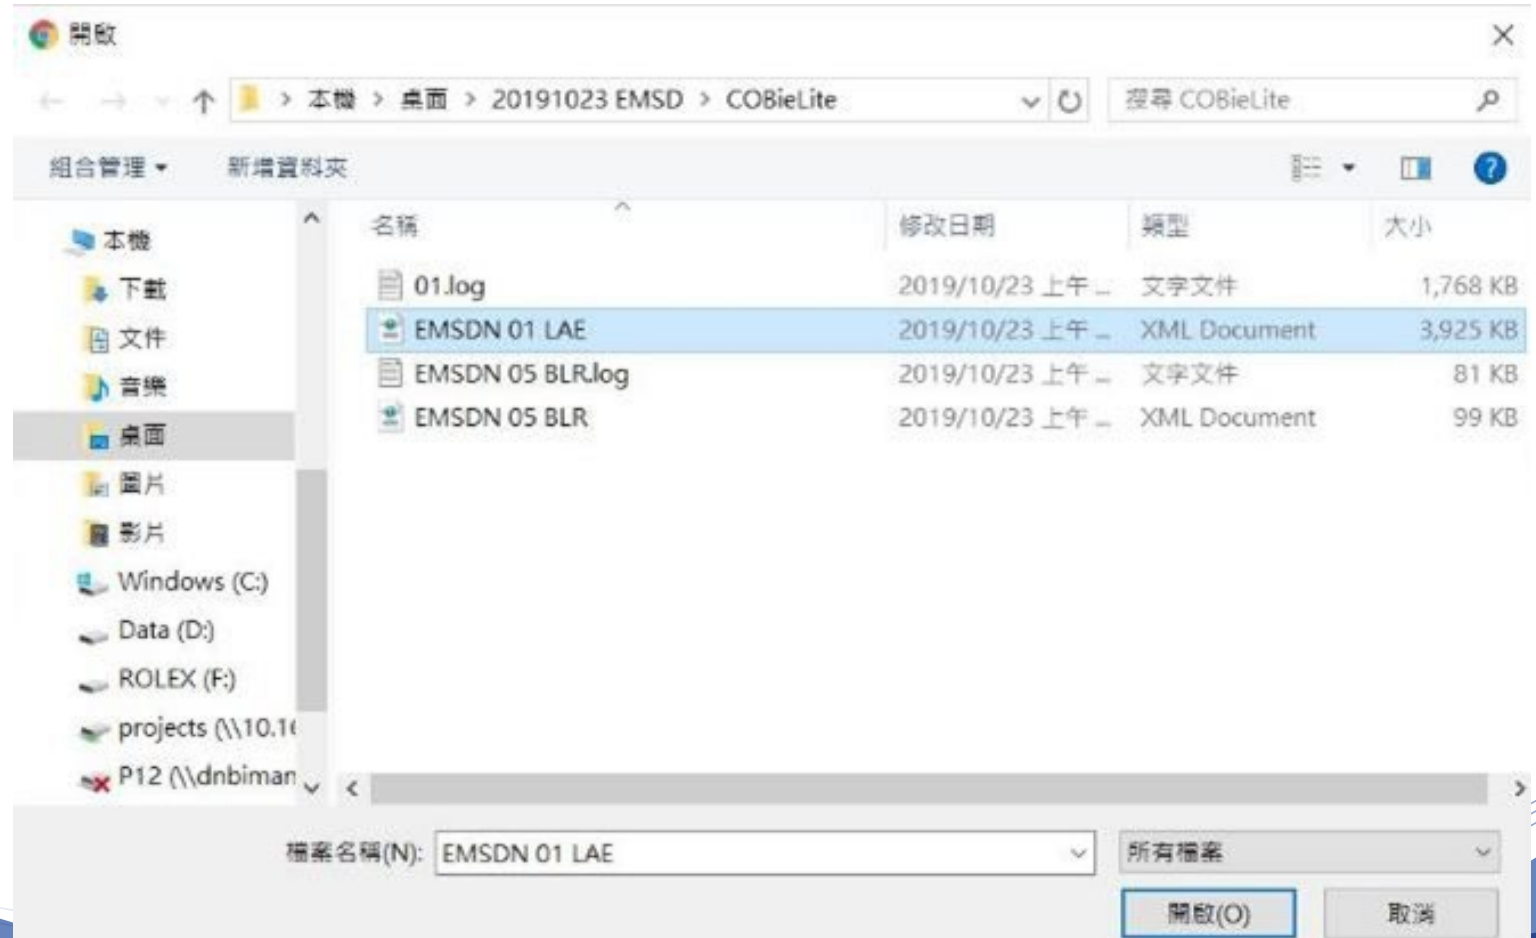 開啟
本機 > 桌面 > 20191023 EMSD > COBieLite
搜尋 COBieLite
組合管理
新增資料夾
本機
下載
文件
音樂
桌面
圖片
影片
Windows (C:)
Data (D:)
ROLEX (F:)
projects (\\10.16
P12 (\\dnbiman
名稱 修改日期 類型 大小
01.log 2019/10/23 上午 ... 文字文件 1,768 KB
EMSDN 01 LAE 2019/10/23 上午 ... XML Document 3,925 KB
EMSDN 05 BLR.log 2019/10/23 上午 ... 文字文件 81 KB
EMSDN 05 BLR 2019/10/23 上午 ... XML Document 99 KB
檔案名稱(N): EMSDN 01 LAE
所有檔案
開啟(O) 取消